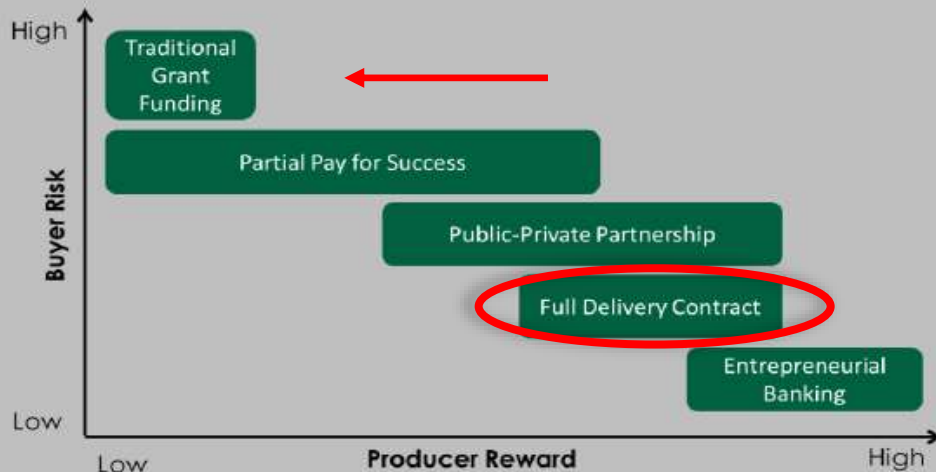 High
Traditional
Grant
Funding
Partial Pay for Success
Buyer Risk
Public-Private Partnership
Full Delivery Contract
Entrepreneurial
Banking
Low
Low
Producer Reward
High